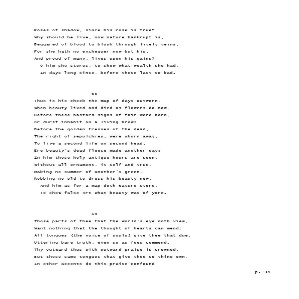 Roses of shadow, since his rose is true?
Why should he live, now nature bankrupt is,
Beggared of blood to blush through lively veins,
For she hath no exchequer now but his,
And proud of many, lives upon his gains?
O him she stores, to show what wealth she had,
In days long since, before these last so bad.
68
Thus is his cheek the map of days outworn,
When beauty lived and died as flowers do now,
Before these bastard signs of fair were born,
Or durst inhabit on a living brow:
Before the golden tresses of the dead,
The right of sepulchres, were shorn away,
To live a second life on second head,
Ere beauty's dead fleece made another gay:
In him those holy antique hours are seen,
Without all ornament, it self and true,
Making no summer of another's green,
Robbing no old to dress his beauty new,
And him as for a map doth Nature store,
To show false Art what beauty was of yore.
69
Those parts of thee that the world's eye doth view,
Want nothing that the thought of hearts can mend:
All tongues (the voice of souls) give thee that due,
Uttering bare truth, even so as foes commend.
Thy outward thus with outward praise is crowned,
But those same tongues that give thee so thine own,
In other accents do this praise confound
p.